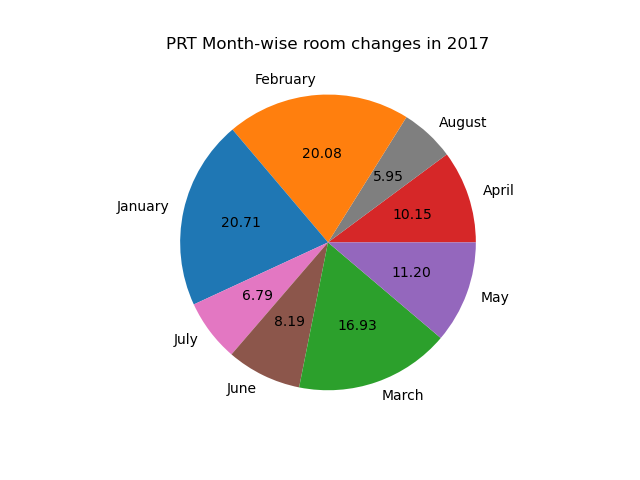 PRT Month-wise room changes in 2017
February
August
20.08
5.95
April
January
10.15
20.71
11.20
6.79
May
8.19
16.93
July
June
March